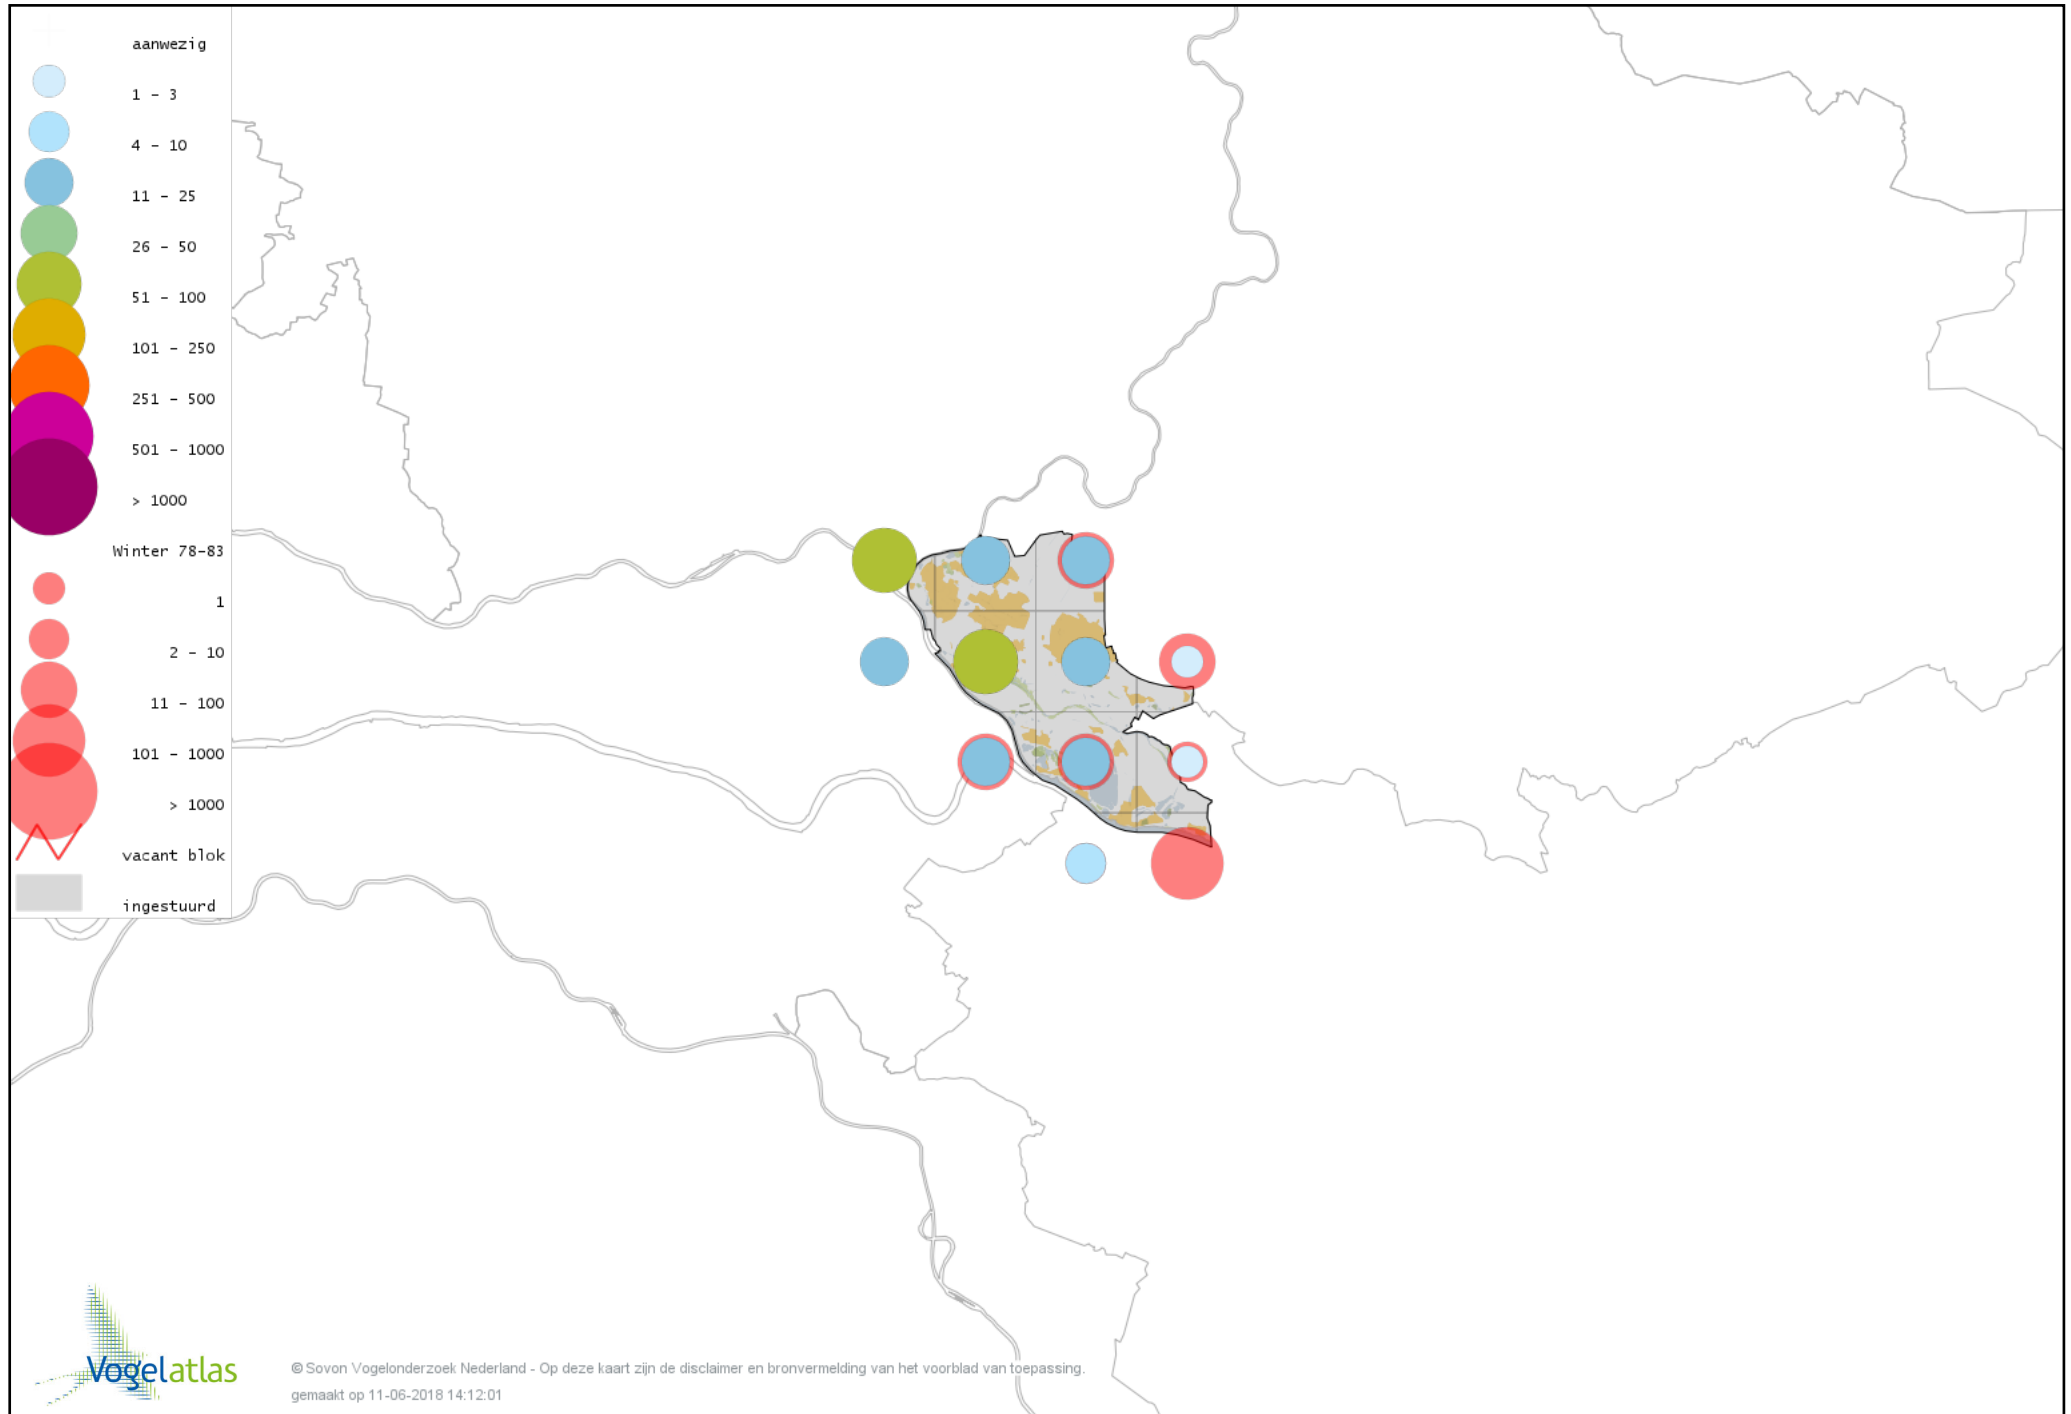 aanwezig
1 - 3
4 - 10
11 - 25
26 - 50
51 - 100
101 - 250
251 - 500
501 - 1000
> 1000
Winter 78-83
1
2 - 10
11 - 100
101 - 1000
> 1000
vacant blok
ingestuurd
Vogelatlas
© Sovon Vogelonderzoek Nederland - Op deze kaart zijn de disclaimer en bronvermelding van het voorblad van toepassing.
gemaakt op 11-06-2018 14:12:01